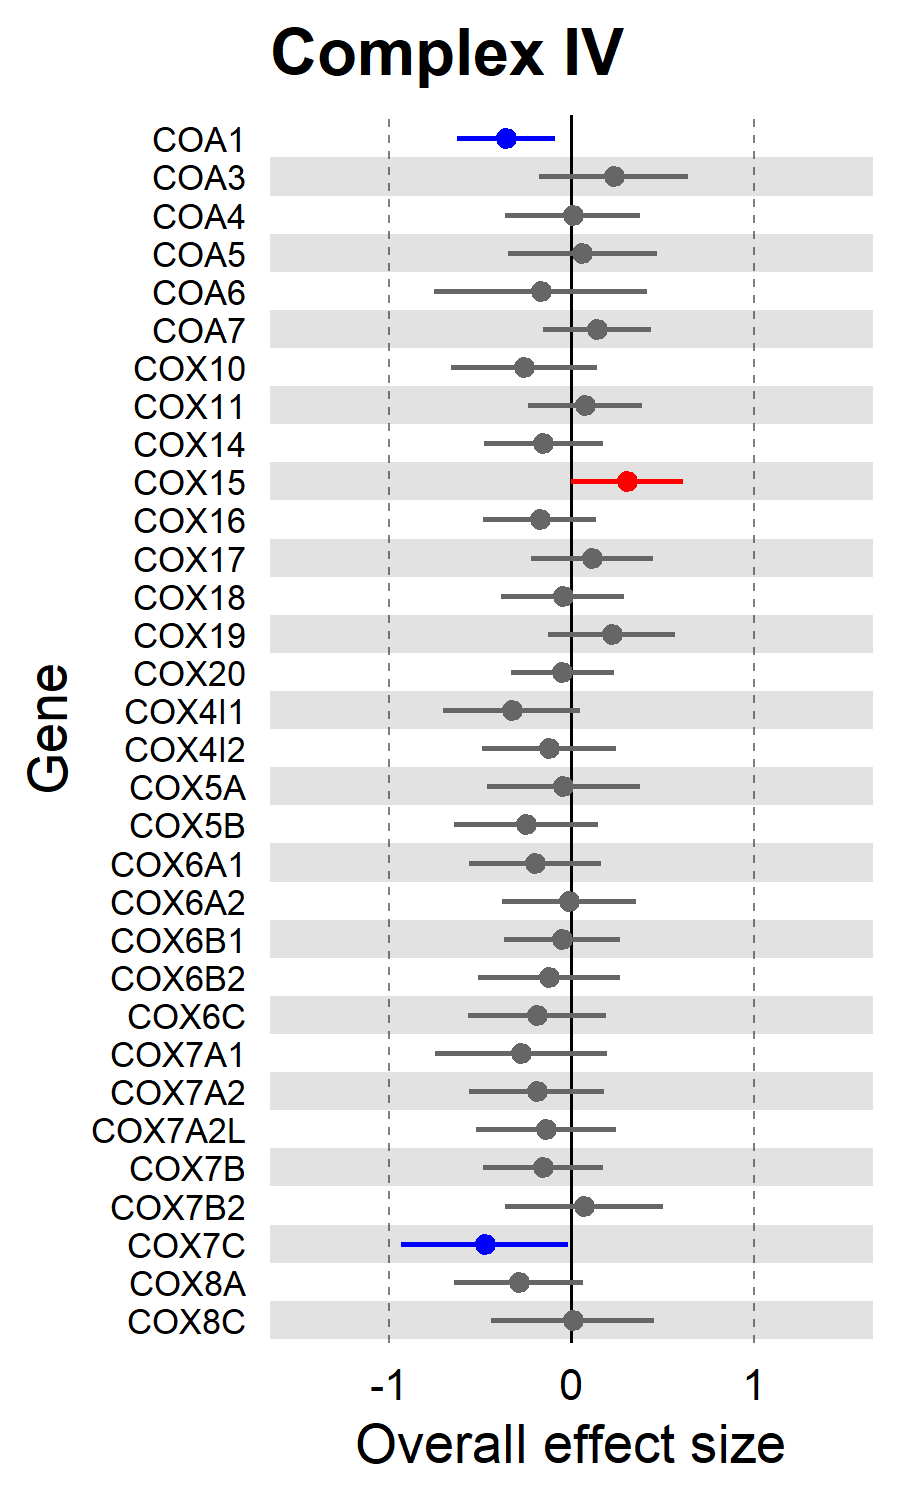 Complex IV
COA1
COA3
COA4
COA5
COA6
COA7
COX10
COX11
COX14
COX15
COX16
COX17
COX18
COX19
COX20
COX4I1
COX4I2
COX5A
COX5B
COX6A1
COX6A2
COX6B1
COX6B2
COX6C
COX7A1
COX7A2
COX7A2L
COX7B
COX7B2
COX7C
COX8A
COX8C
Gene
-1 0 1
Overall effect size